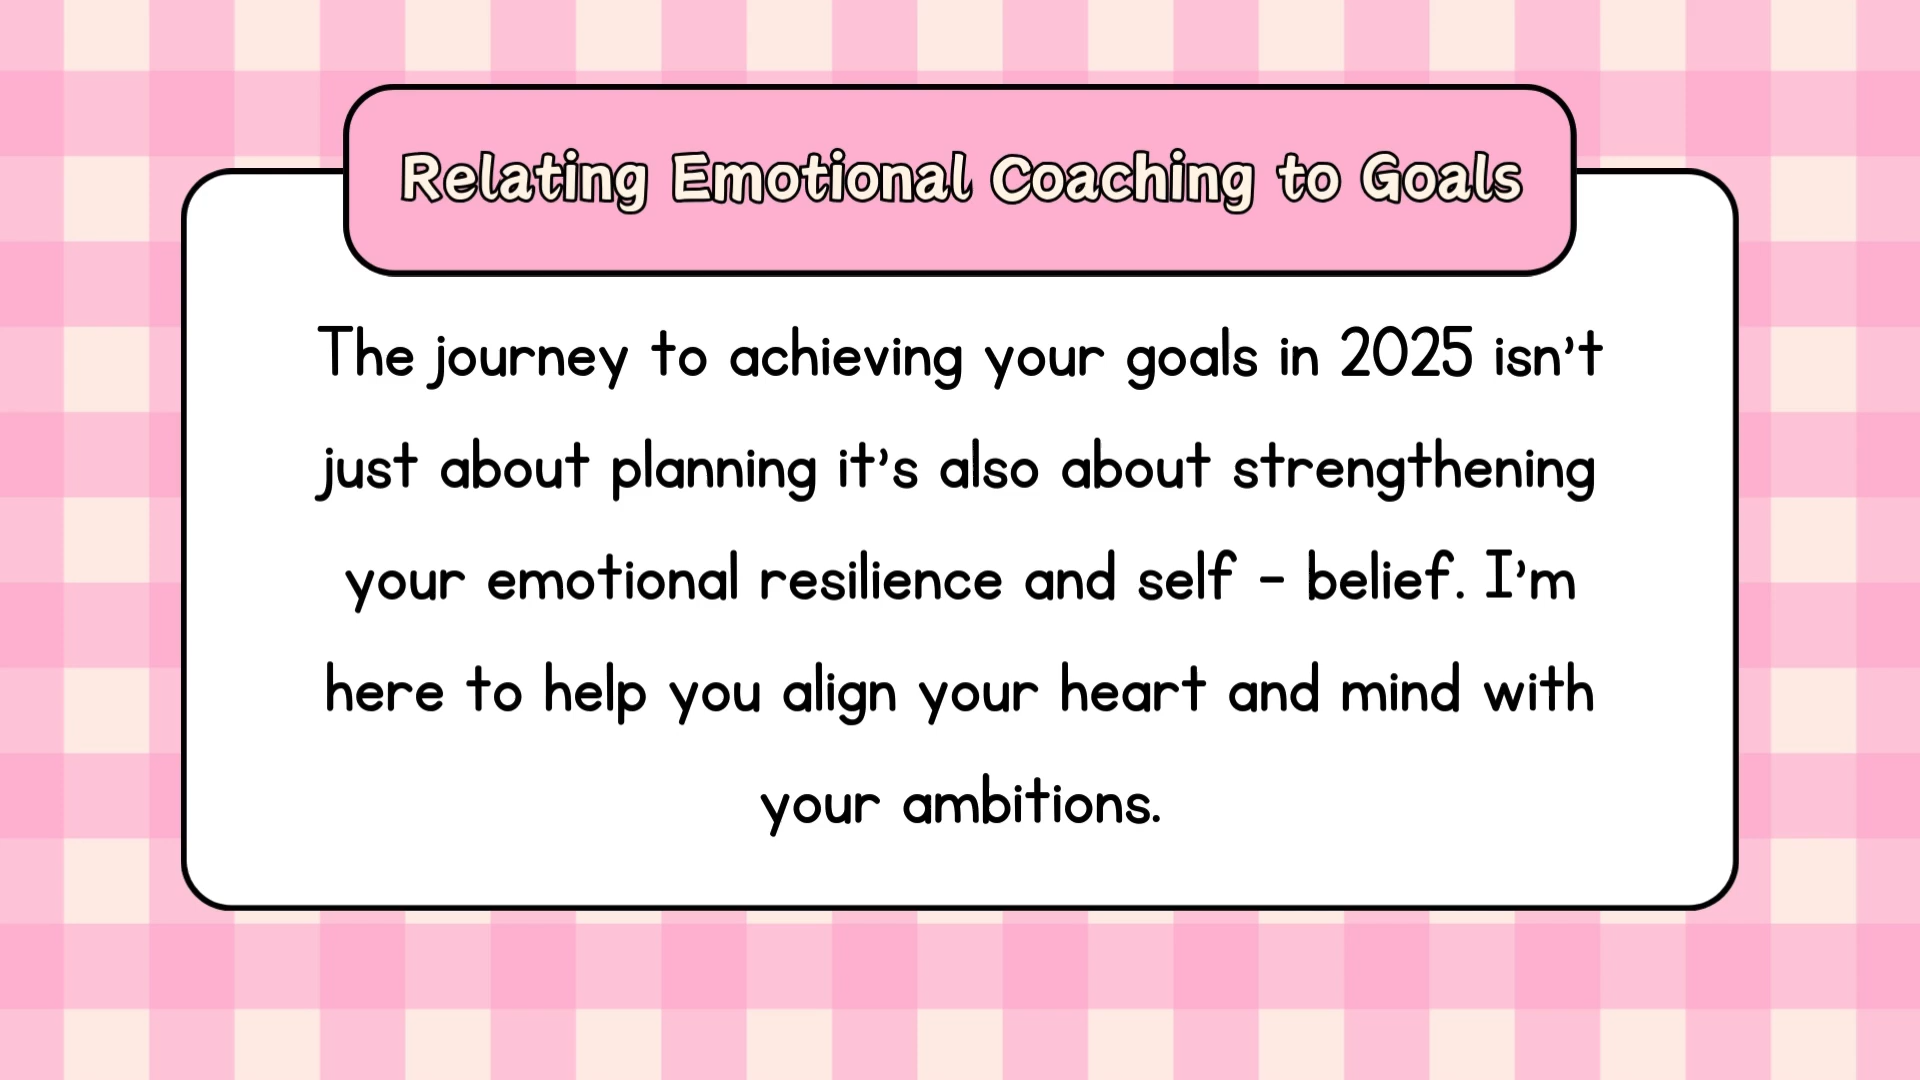 Relating Emotional Coaching to Goals
The journey to achieving your goals in 2025 isn't
just about planning it's also about strengthening
your emotional resilience and self - belief. I'm
here to help you align your heart and mind with
your ambitions.